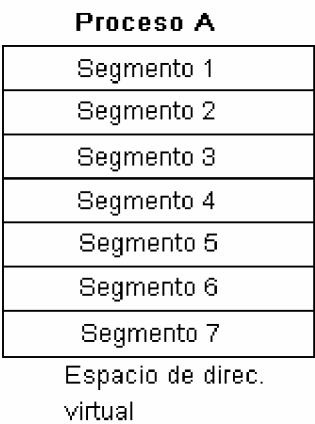 Proceso A
Segmento 1
Segmento 2
Segmento 3
Segmento 4
Segmento 5
Segmento 6
Segmento 7
Espacio de direc.
virtual